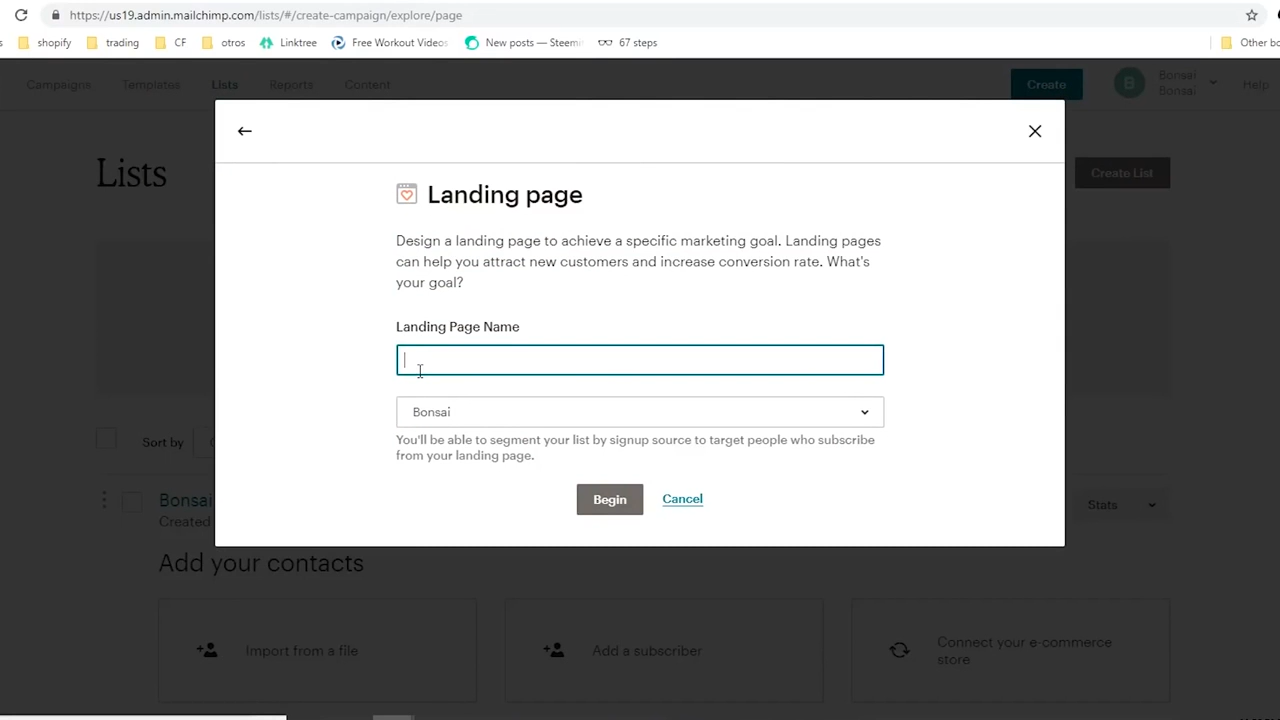 https://us19.admin.mailchimp.com/lists/#/create-campaign/explore/page
s shopify trading CF otros Linktree Free Workout Videos New posts — Steemi 67 steps Other bo
Campaigns Templates Lists Reports Content Create B Bonsai Help
Bonsai
Lists
Create List
Landing page
Design a landing page to achieve a specific marketing goal. Landing pages
can help you attract new customers and increase conversion rate. What's
your goal?
Landing Page Name
Bonsai
You'll be able to segment your list by signup source to target people who subscribe
from your landing page.
Sort by
Begin Cancel
Bonsai Stats
Created
Add your contacts
Import from a file Add a subscriber Connect your e-commerce
store